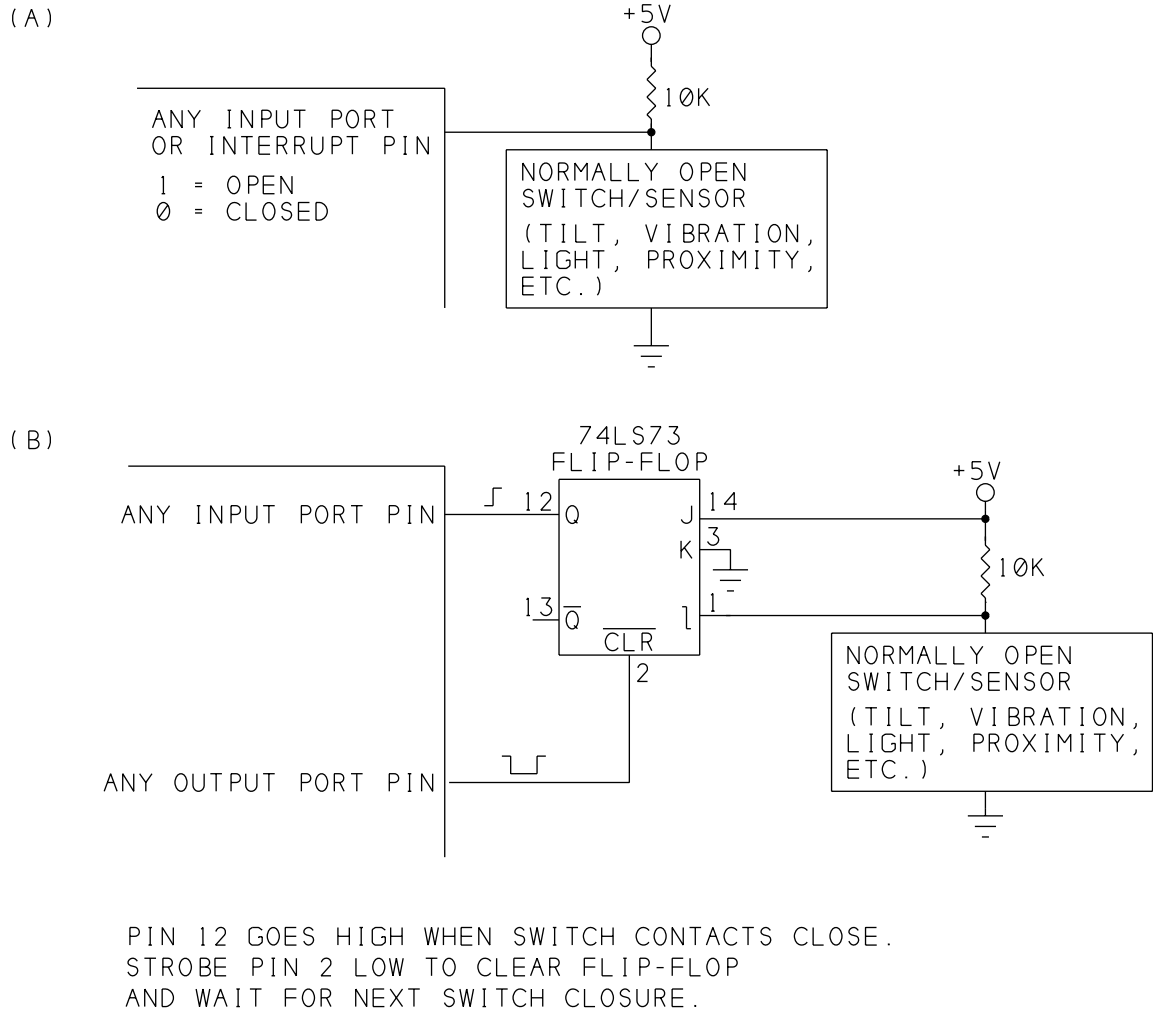 (A)
+5V
10K
ANY INPUT PORT
OR INTERRUPT PIN
1 = OPEN
0 = CLOSED
NORMALLY OPEN
SWITCH/SENSOR
(TILT, VIBRATION,
LIGHT, PROXIMITY,
ETC.)
(B)
74LS73
FLIP-FLOP
+5V
ANY INPUT PORT PIN
12
Q
J
14
K
3
10K
13
Q
1
1
CLR
2
NORMALLY OPEN
SWITCH/SENSOR
(TILT, VIBRATION,
LIGHT, PROXIMITY,
ETC.)
ANY OUTPUT PORT PIN
PIN 12 GOES HIGH WHEN SWITCH CONTACTS CLOSE.
STROBE PIN 2 LOW TO CLEAR FLIP-FLOP
AND WAIT FOR NEXT SWITCH CLOSURE.